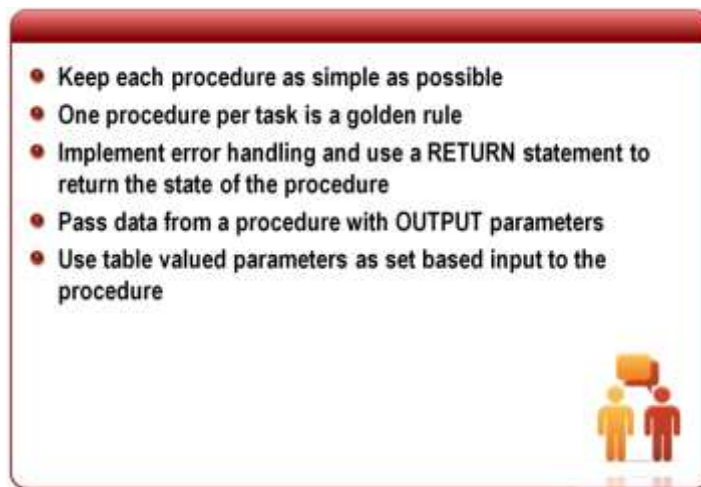 Keep each procedure as simple as possible
One procedure per task is a golden rule
Implement error handling and use a RETURN statement to
return the state of the procedure
Pass data from a procedure with OUTPUT parameters
Use table valued parameters as set based input to the
procedure